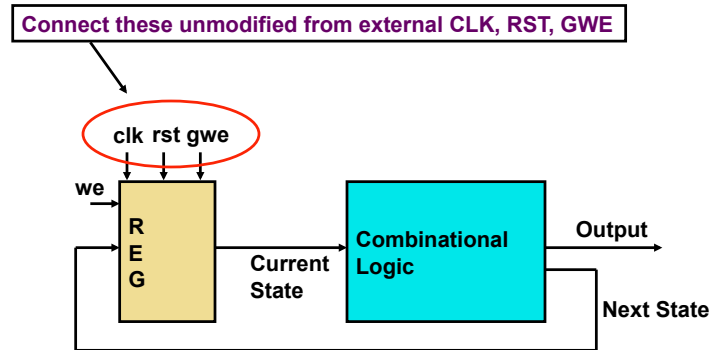 Connect these unmodified from external CLK, RST, GWE
clk rst gwe
we
R
E
G
Current
State
Combinational
Logic
Output
Next State